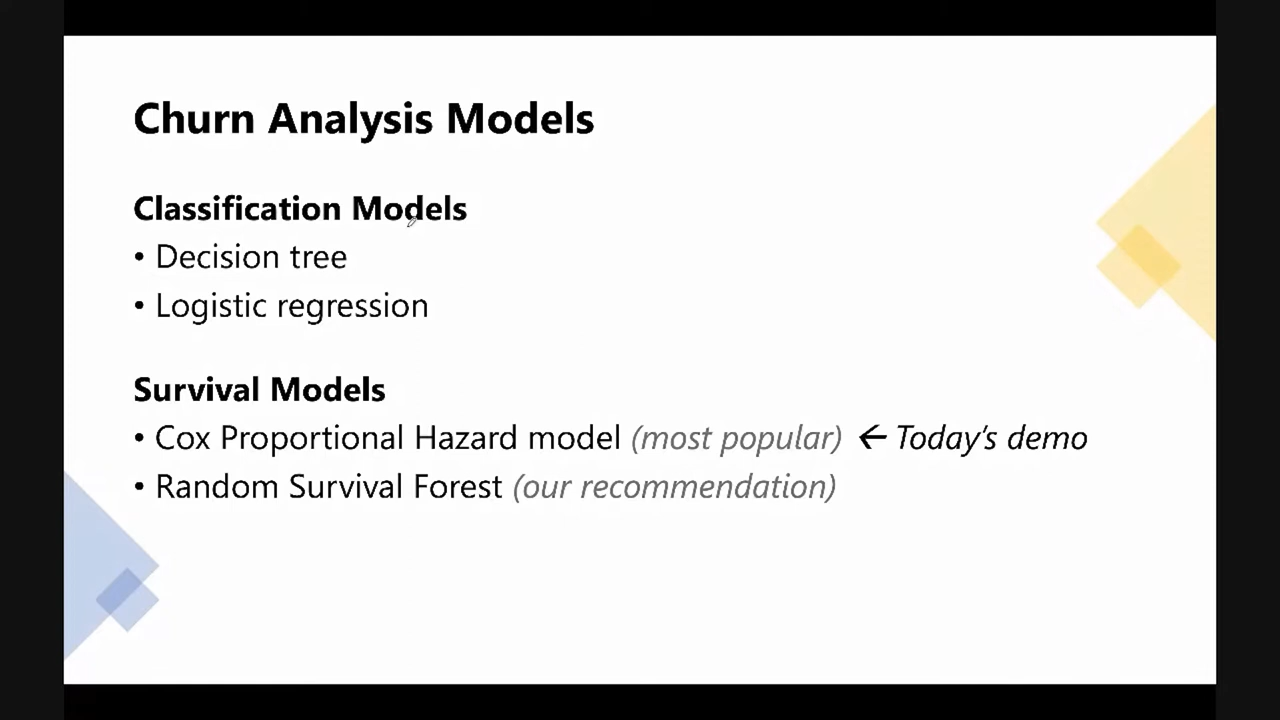 Churn Analysis Models
Classification Models
• Decision tree
• Logistic regression
Survival Models
• Cox Proportional Hazard model (most popular) ← Today's demo
• Random Survival Forest (our recommendation)